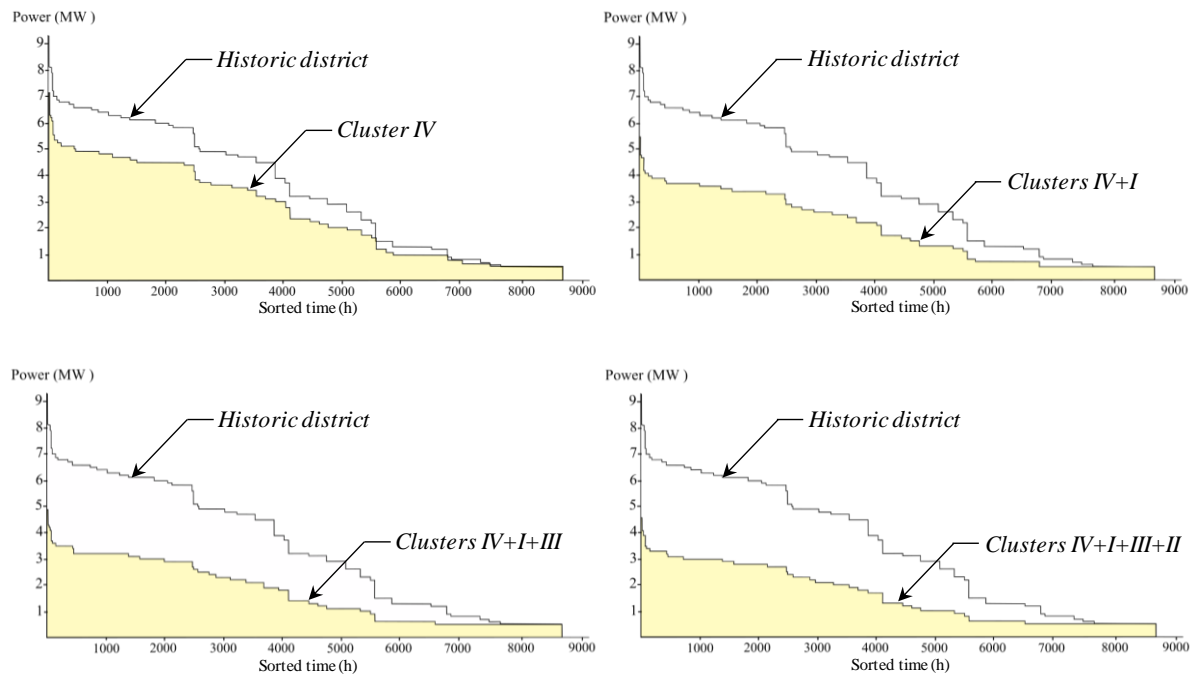 Power (MW )
9
8
7
6
5
4
3
2
1
Historic district
Cluster IV
1000 2000 3000 4000 5000 6000 7000 8000 9000
Sorted time (h)
Power (MW )
9
8
7
6
5
4
3
2
1
Historic district
Clusters IV+I
1000 2000 3000 4000 5000 6000 7000 8000 9000
Sorted time (h)
Power (MW )
9
8
7
6
5
4
3
2
1
Historic district
Clusters IV+I+III
1000 2000 3000 4000 5000 6000 7000 8000 9000
Sorted time (h)
Power (MW )
9
8
7
6
5
4
3
2
1
Historic district
Clusters IV+I+III+II
1000 2000 3000 4000 5000 6000 7000 8000 9000
Sorted time (h)